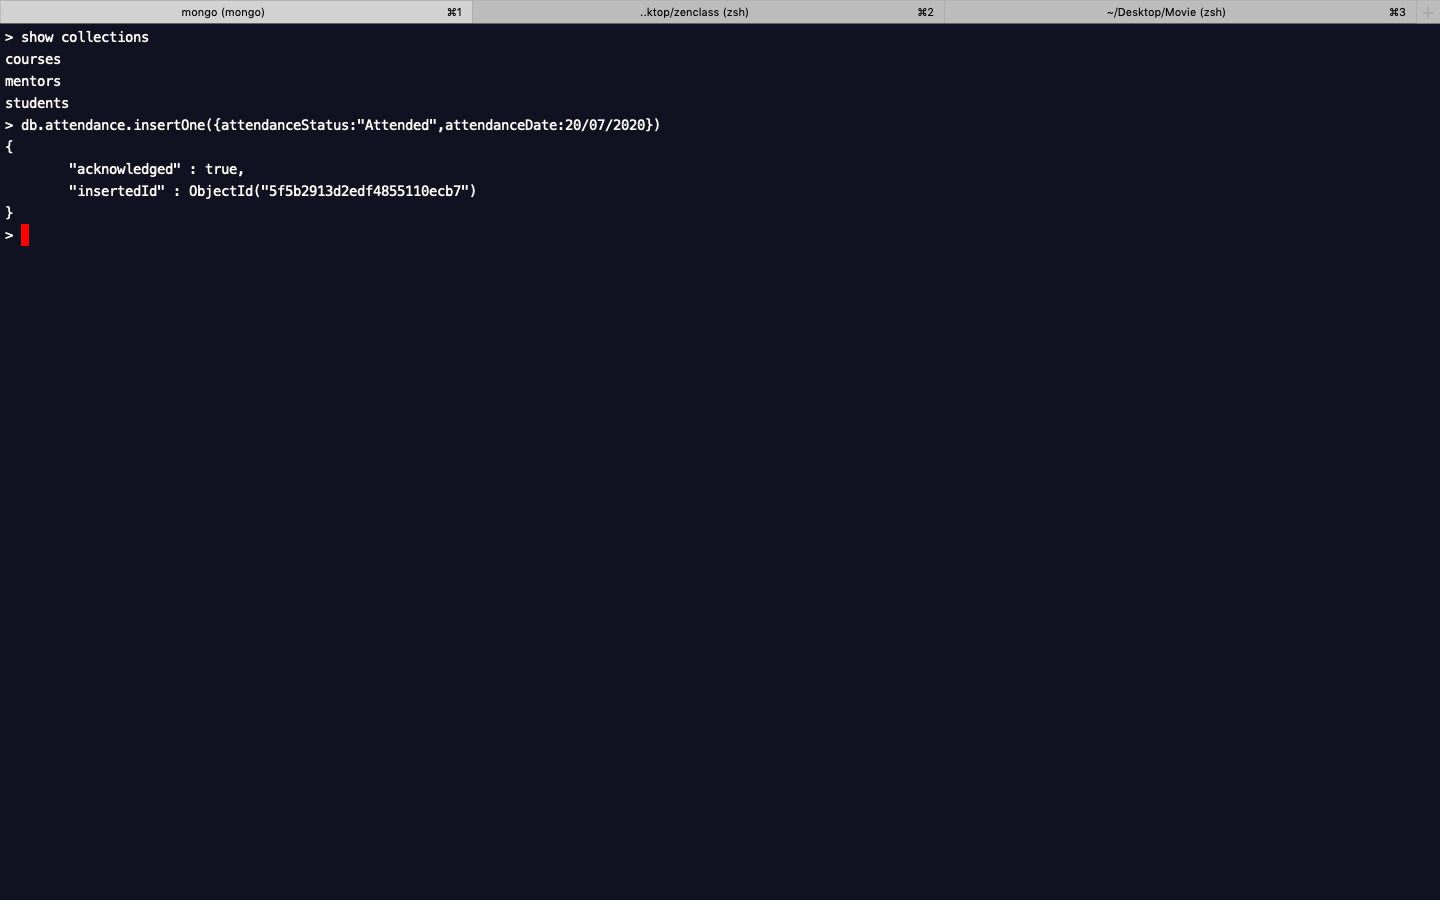 mongo (mongo) ⌘1 ..ktop/zenclass (zsh) ⌘2 ~/Desktop/Movie (zsh) ⌘3 +
> show collections
courses
mentors
students
> db.attendance.insertOne({attendanceStatus:"Attended",attendanceDate:20/07/2020})
{
        "acknowledged" : true,
        "insertedId" : ObjectId("5f5b2913d2edf4855110ecb7")
}
>